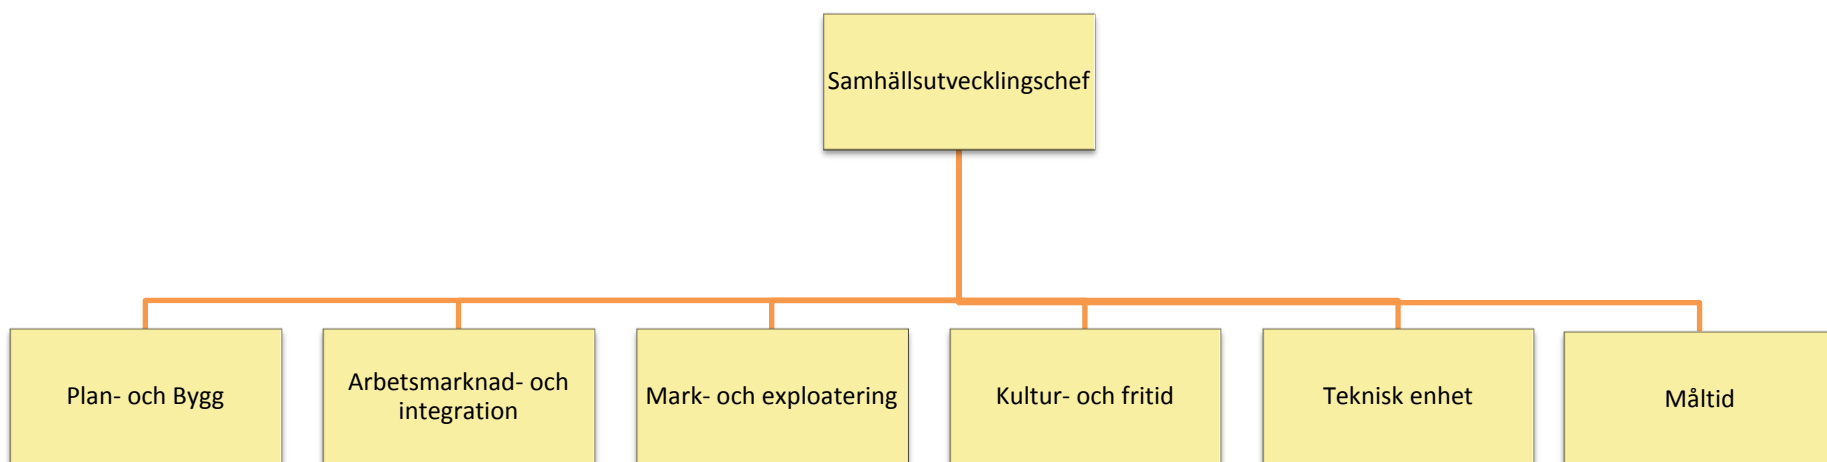 Samhällsutvecklingschef
Plan- och Bygg
Arbetsmarknad- och
integration
Mark- och exploatering
Kultur- och fritid
Teknisk enhet
Måltid